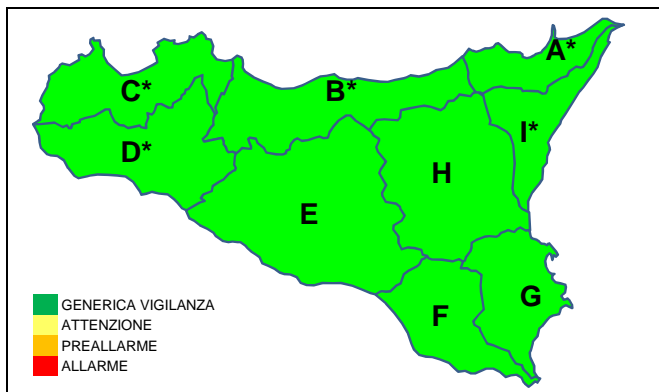 A*
C*
B*
I*
D*
H
E
G
F
GENERICA VIGILANZA
ATTENZIONE
PREALLARME
ALLARME